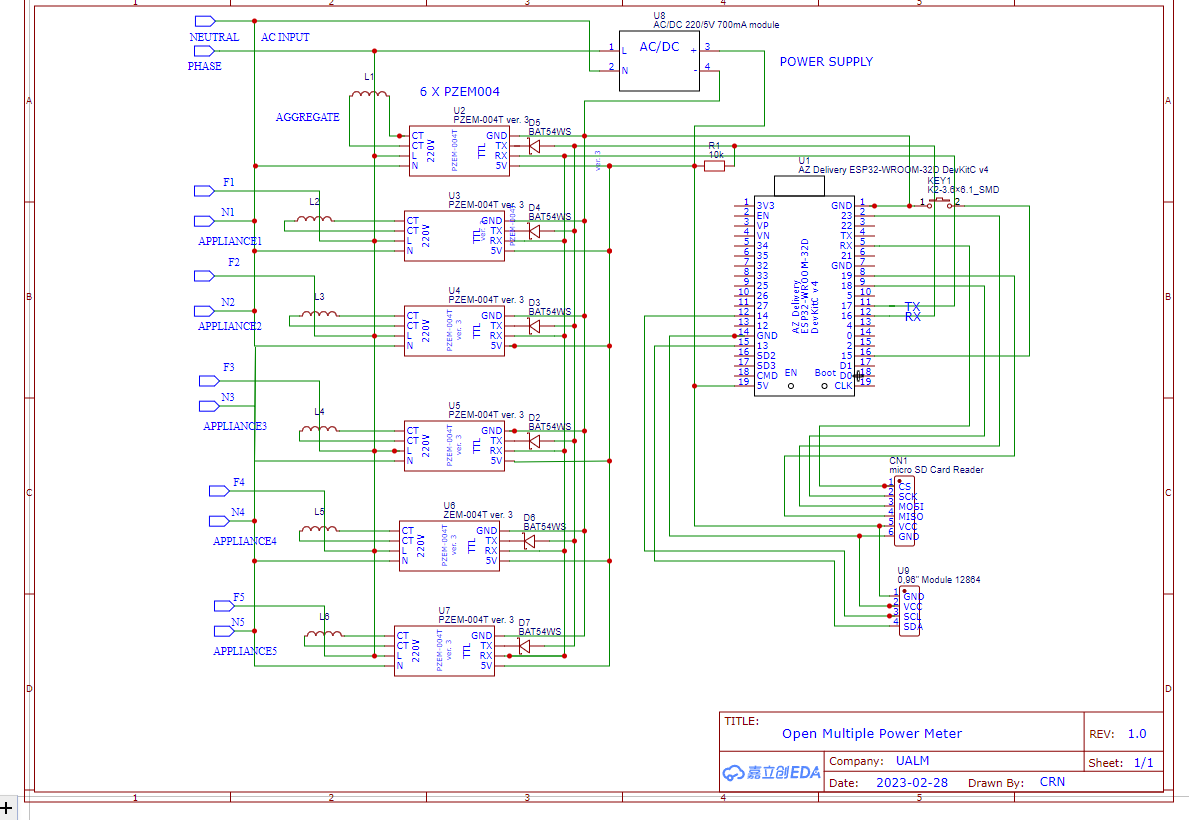 1 2 3 4 5
NEUTRAL AC INPUT
PHASE
U8
AC/DC 220/5V 700mA module
AC/DC
1 L + 3
2 N - 4
POWER SUPPLY
L1
6 X PZEM004
AGGREGATE
A A
U2
PZEM-004T ver. 3
CT GND
CT TX
L RX
N 5V
220V
PZEM-004T
TTL
ver. 3
D5
BAT54WS
R1
10k
F1
N1
APPLIANCE1
L2
U3
PZEM-004T ver. 3
CT GND
CT TX
L RX
N 5V
220V
TTL
ver. 3
PZEM-004T
D4
BAT54WS
F2
N2
APPLIANCE2
L3
B B
U4
PZEM-004T ver. 3
CT GND
CT TX
L RX
N 5V
220V
PZEM-004T
ver. 3
TTL
D3
BAT54WS
F3
N3
APPLIANCE3
L4
U5
PZEM-004T ver. 3
CT GND
CT TX
L RX
N 5V
220V
PZEM-004T
ver. 3
TTL
D2
BAT54WS
F4
N4
APPLIANCE4
L5
C C
U6
ZEM-004T ver. 3
CT GND
CT TX
L RX
N 5V
220V
PZEM-004T
ver. 3
TTL
D6
BAT54WS
F5
N5
APPLIANCE5
L6
U7
PZEM-004T ver. 3
CT GND
CT TX
L RX
N 5V
220V
PZEM-004T
ver. 3
TTL
D7
BAT54WS
D D
U1
AZ Delivery ESP32-WROOM-32D DevKitC v4
KEY1
K2-3.6×6.1_SMD
1 2
1 3V3 GND 1
2 EN 23 2
3 VP 22 3
4 VN TX 4
5 34 RX 5
6 35 21 6
7 32 GND 7
8 33 19 8
9 25 18 9
10 26 5 10
11 27 17 11
12 14 16 12
13 12 4 13
14 GND 0 14
15 13 2 15
16 SD2 15 16
17 SD3 D1 17
18 CMD D0 18
19 5V CLK 19
EN Boot
AZ Delivery
ESP32-WROOM-32D
DevKitC v4
TX
RX
CN1
micro SD Card Reader
1 CS
2 SCK
3 MOSI
4 MISO
5 VCC
6 GND
U9
0,96" Module 12864
1 GND
2 VCC
3 SCL
4 SDA
TITLE:
Open Multiple Power Meter
REV: 1.0
嘉立创EDA
Company: UALM
Sheet: 1/1
Date: 2023-02-28 Drawn By: CRN
1 2 3 4 5